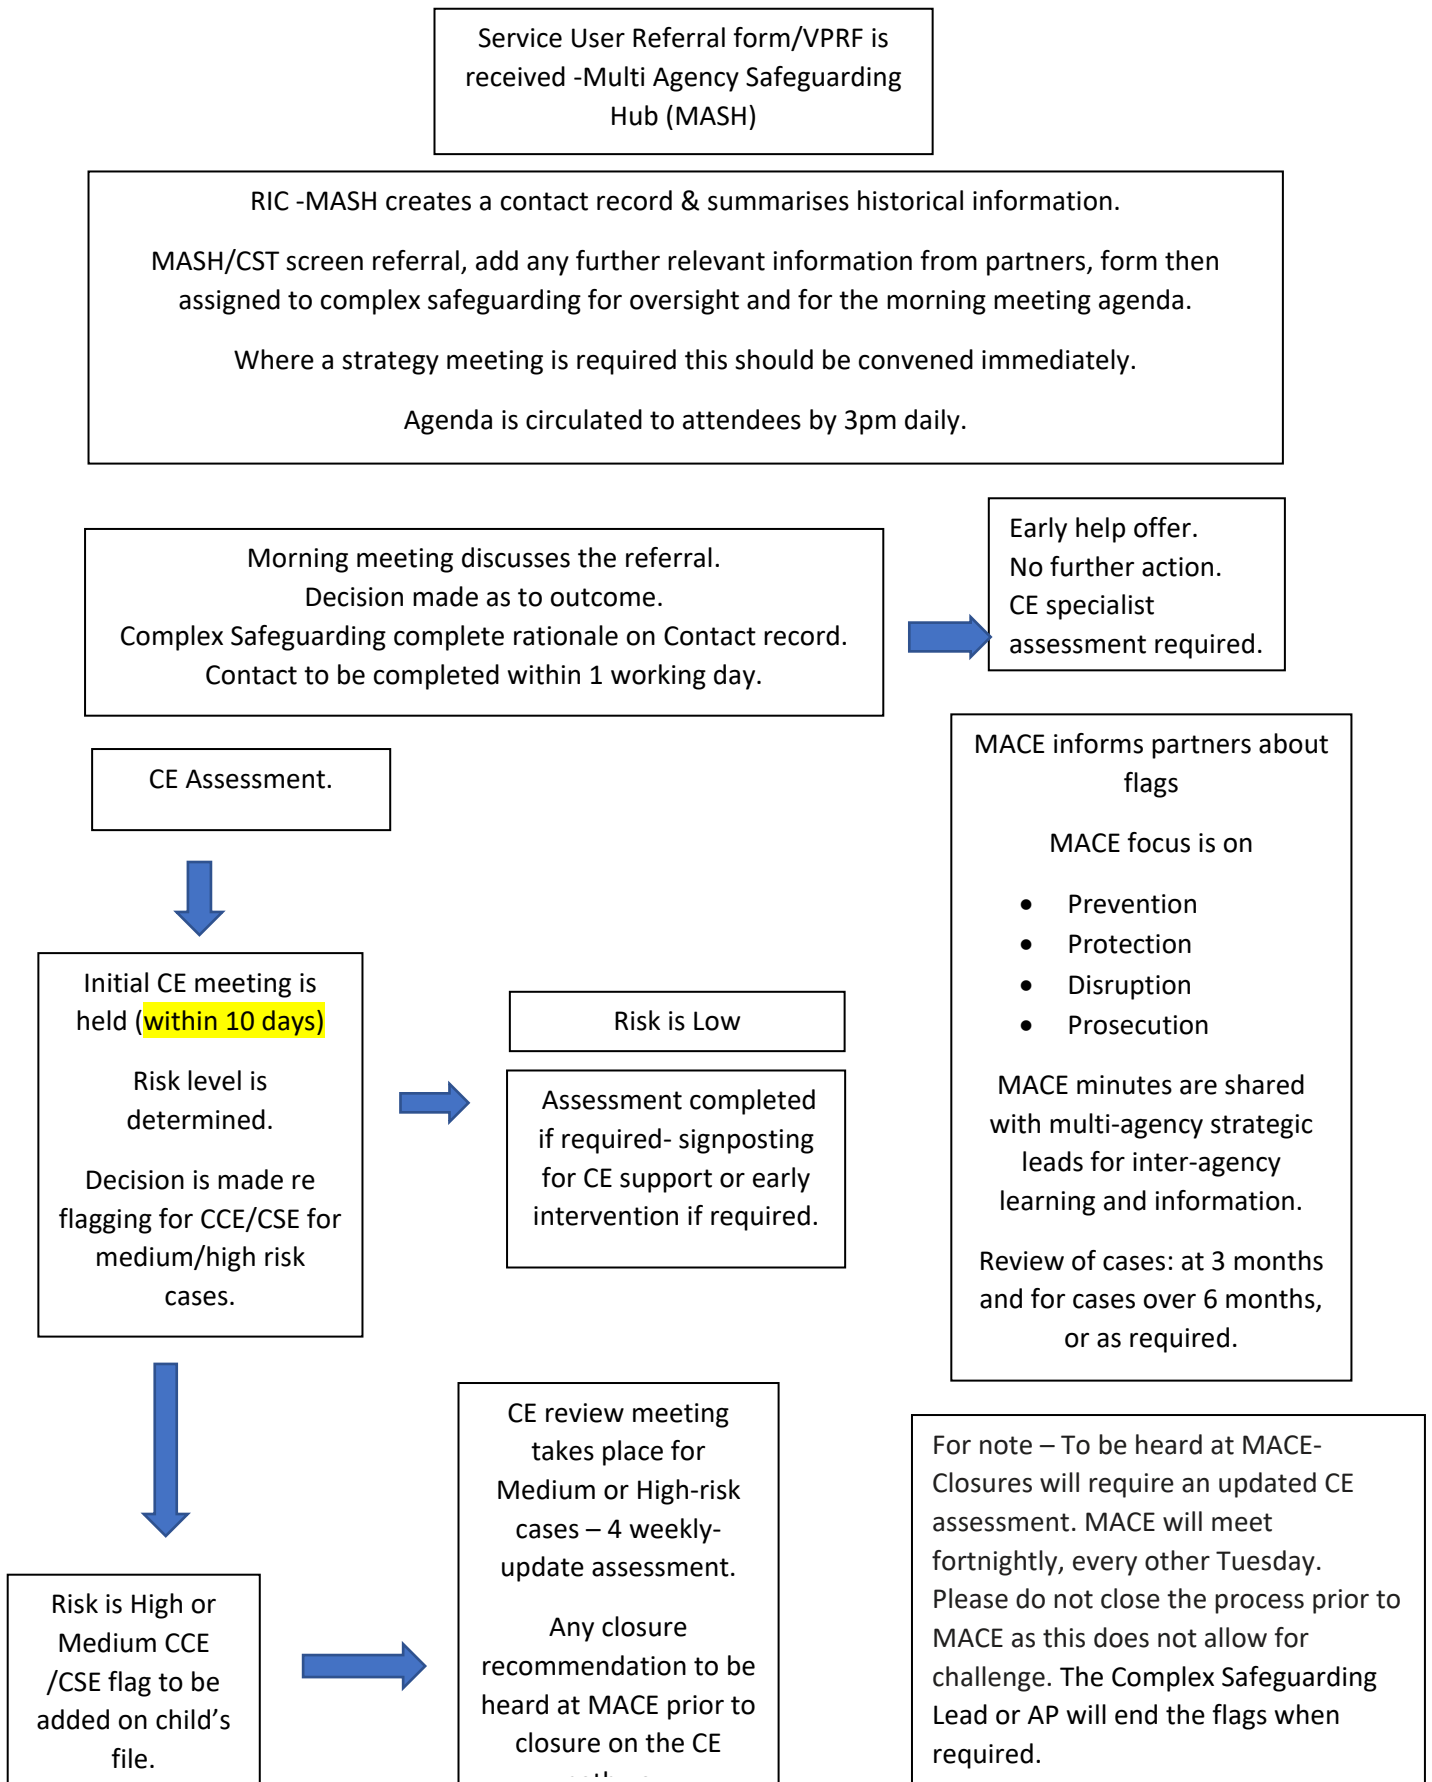 Service User Referral form/VPRF is
received -Multi Agency Safeguarding
Hub (MASH)
RIC -MASH creates a contact record & summarises historical information.
MASH/CST screen referral, add any further relevant information from partners, form then
assigned to complex safeguarding for oversight and for the morning meeting agenda.
Where a strategy meeting is required this should be convened immediately.
Agenda is circulated to attendees by 3pm daily.
Morning meeting discusses the referral.
Decision made as to outcome.
Complex Safeguarding complete rationale on Contact record.
Contact to be completed within 1 working day.
Early help offer.
No further action.
CE specialist
assessment required.
CE Assessment.
Initial CE meeting is
held (within 10 days)
Risk level is
determined.
Decision is made re
flagging for CCE/CSE for
medium/high risk
cases.
Risk is Low
Assessment completed
if required- signposting
for CE support or early
intervention if required.
MACE informs partners about
flags
MACE focus is on
• Prevention
• Protection
• Disruption
• Prosecution
MACE minutes are shared
with multi-agency strategic
leads for inter-agency
learning and information.
Review of cases: at 3 months
and for cases over 6 months,
or as required.
Risk is High or
Medium CCE
/CSE flag to be
added on child's
file.
CE review meeting
takes place for
Medium or High-risk
cases – 4 weekly-
update assessment.
Any closure
recommendation to be
heard at MACE prior to
closure on the CE
For note – To be heard at MACE-
Closures will require an updated CE
assessment. MACE will meet
fortnightly, every other Tuesday.
Please do not close the process prior to
MACE as this does not allow for
challenge. The Complex Safeguarding
Lead or AP will end the flags when
required.